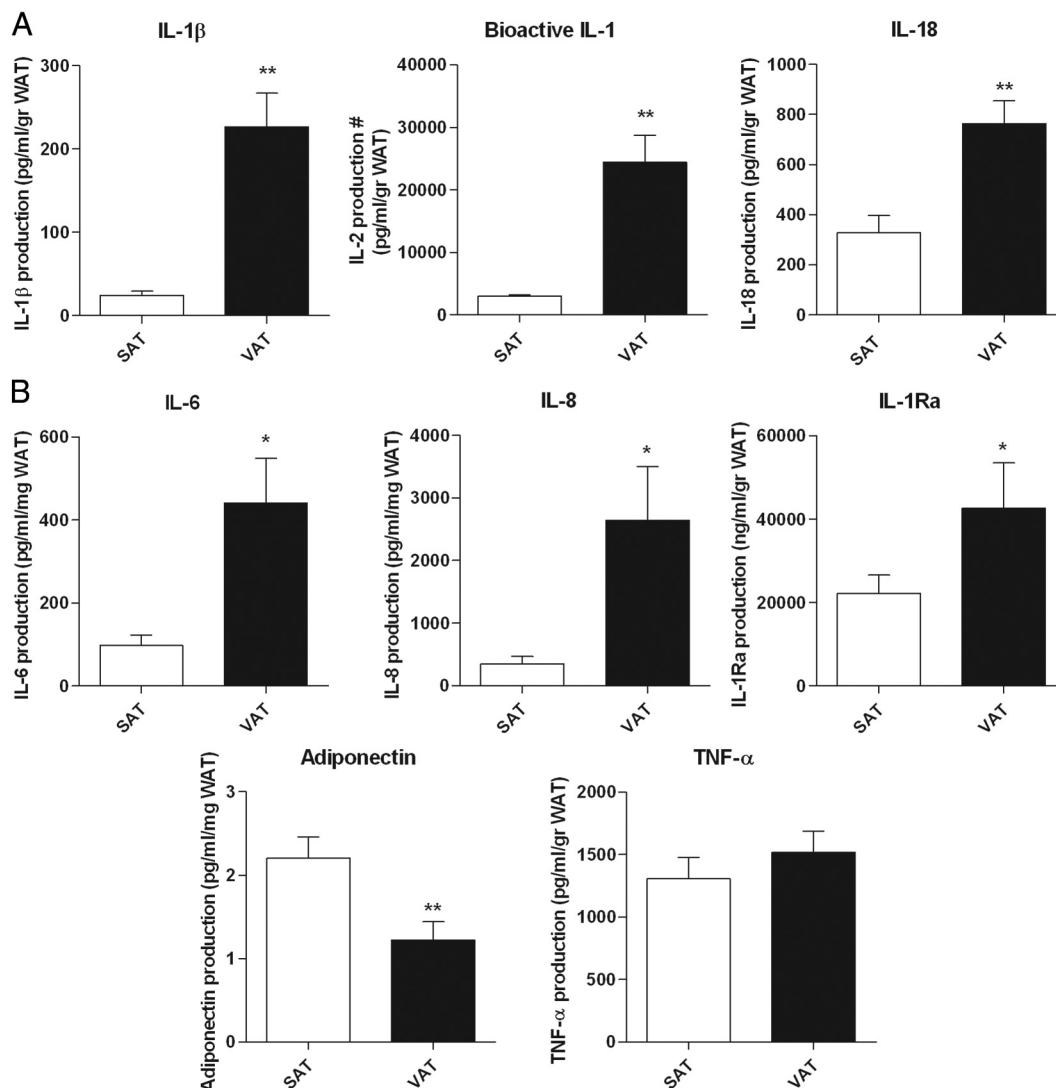 A
IL-1β
IL-1β production (pg/ml/gr WAT)
300
200
100
0
SAT
VAT
**
Bioactive IL-1
IL-2 production #
(pg/ml/gr WAT)
40000
30000
20000
10000
0
SAT
VAT
**
IL-18
IL-18 production (pg/ml/gr WAT)
1000
800
600
400
200
0
SAT
VAT
**
B
IL-6
IL-6 production (pg/ml/mg WAT)
600
400
200
0
SAT
VAT
*
IL-8
IL-8 production (pg/ml/mg WAT)
4000
3000
2000
1000
0
SAT
VAT
*
IL-1Ra
IL-1Ra production (ng/ml/gr WAT)
60000
40000
20000
0
SAT
VAT
*
Adiponectin
Adiponectin production (pg/ml/mg WAT)
3
2
1
0
SAT
VAT
**
TNF-α
TNF-α production (pg/ml/gr WAT)
2000
1500
1000
500
0
SAT
VAT